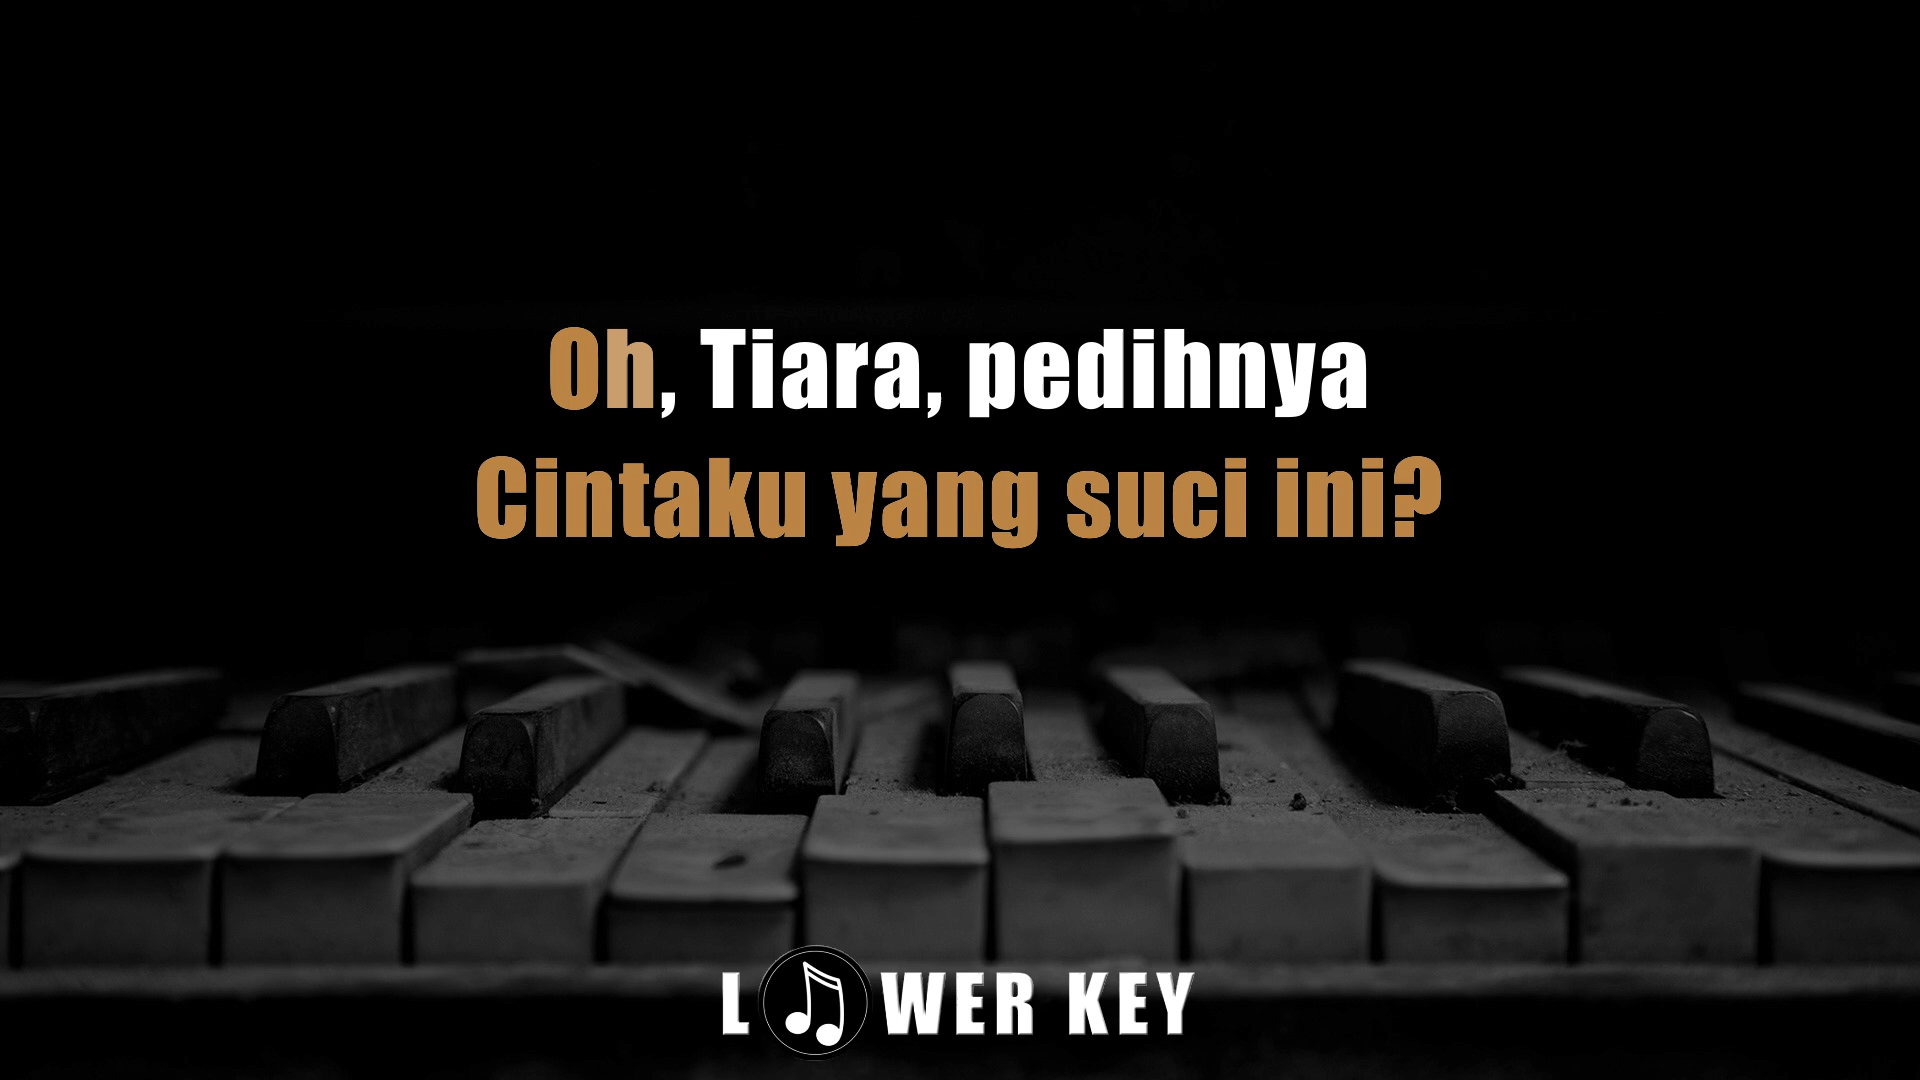 Oh, Tiara, pedihnya
Cintaku yang suci ini?
LOWER KEY